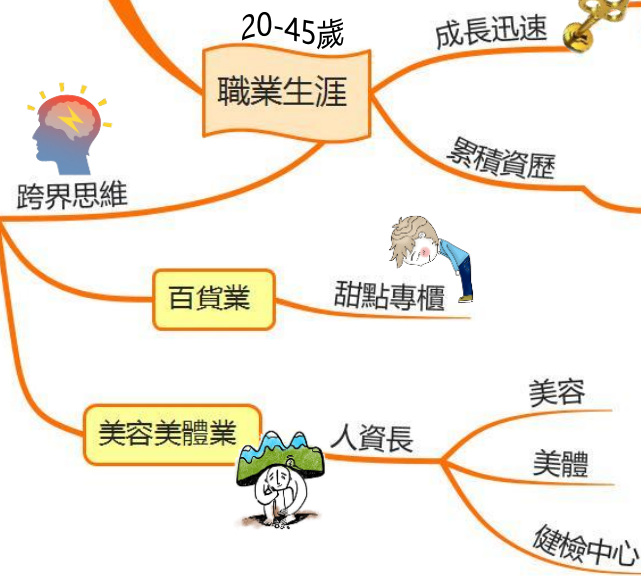 20-45歲
職業生涯
成長迅速
累積資歷
跨界思維
百貨業
甜點專櫃
美容美體業
人資長
美容
美體
健檢中心